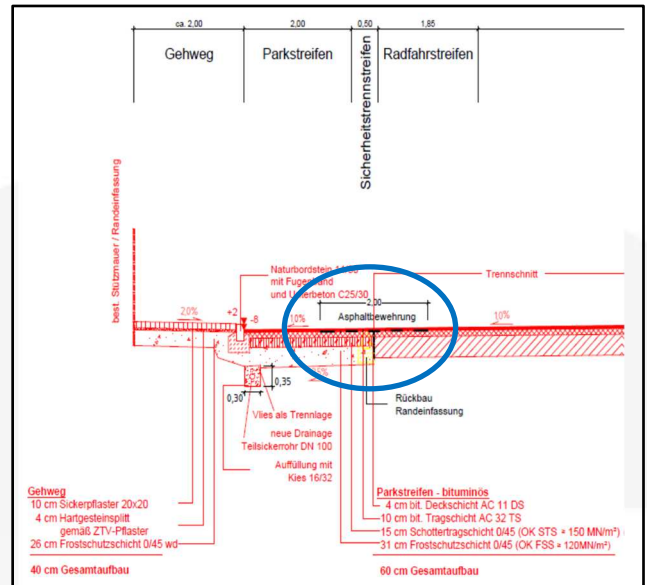 ca. 2,00
2,00
0,50
1,85
Gehweg
Parkstreifen
Sicherheitstrennstreifen
Radfahrstreifen
best. Stützmauer / Randeinfassung
Naturbordstein
mit Fugen
und Unterbeton C25/30
Trennschnitt
2,00
Asphaltbewehrung
2,0%
+2
-8
10%
10%
0,35
0,30
Rückbau
Randeinfassung
Vlies als Trennlage
neue Drainage
Teilsickerrohr DN 100
Auffüllung mit
Kies 16/32
Gehweg
10 cm Sickerpflaster 20x20
4 cm Hartgesteinsplitt
gemäß ZTV-Pflaster
26 cm Frostschutzschicht 0/45 wd
40 cm Gesamtaufbau
Parkstreifen - bituminös
4 cm bit. Deckschicht AC 11 DS
10 cm bit. Tragschicht AC 32 TS
15 cm Schottertragschicht 0/45 (OK STS = 150 MN/m²)
31 cm Frostschutzschicht 0/45 (OK FSS = 120MN/m²)
60 cm Gesamtaufbau